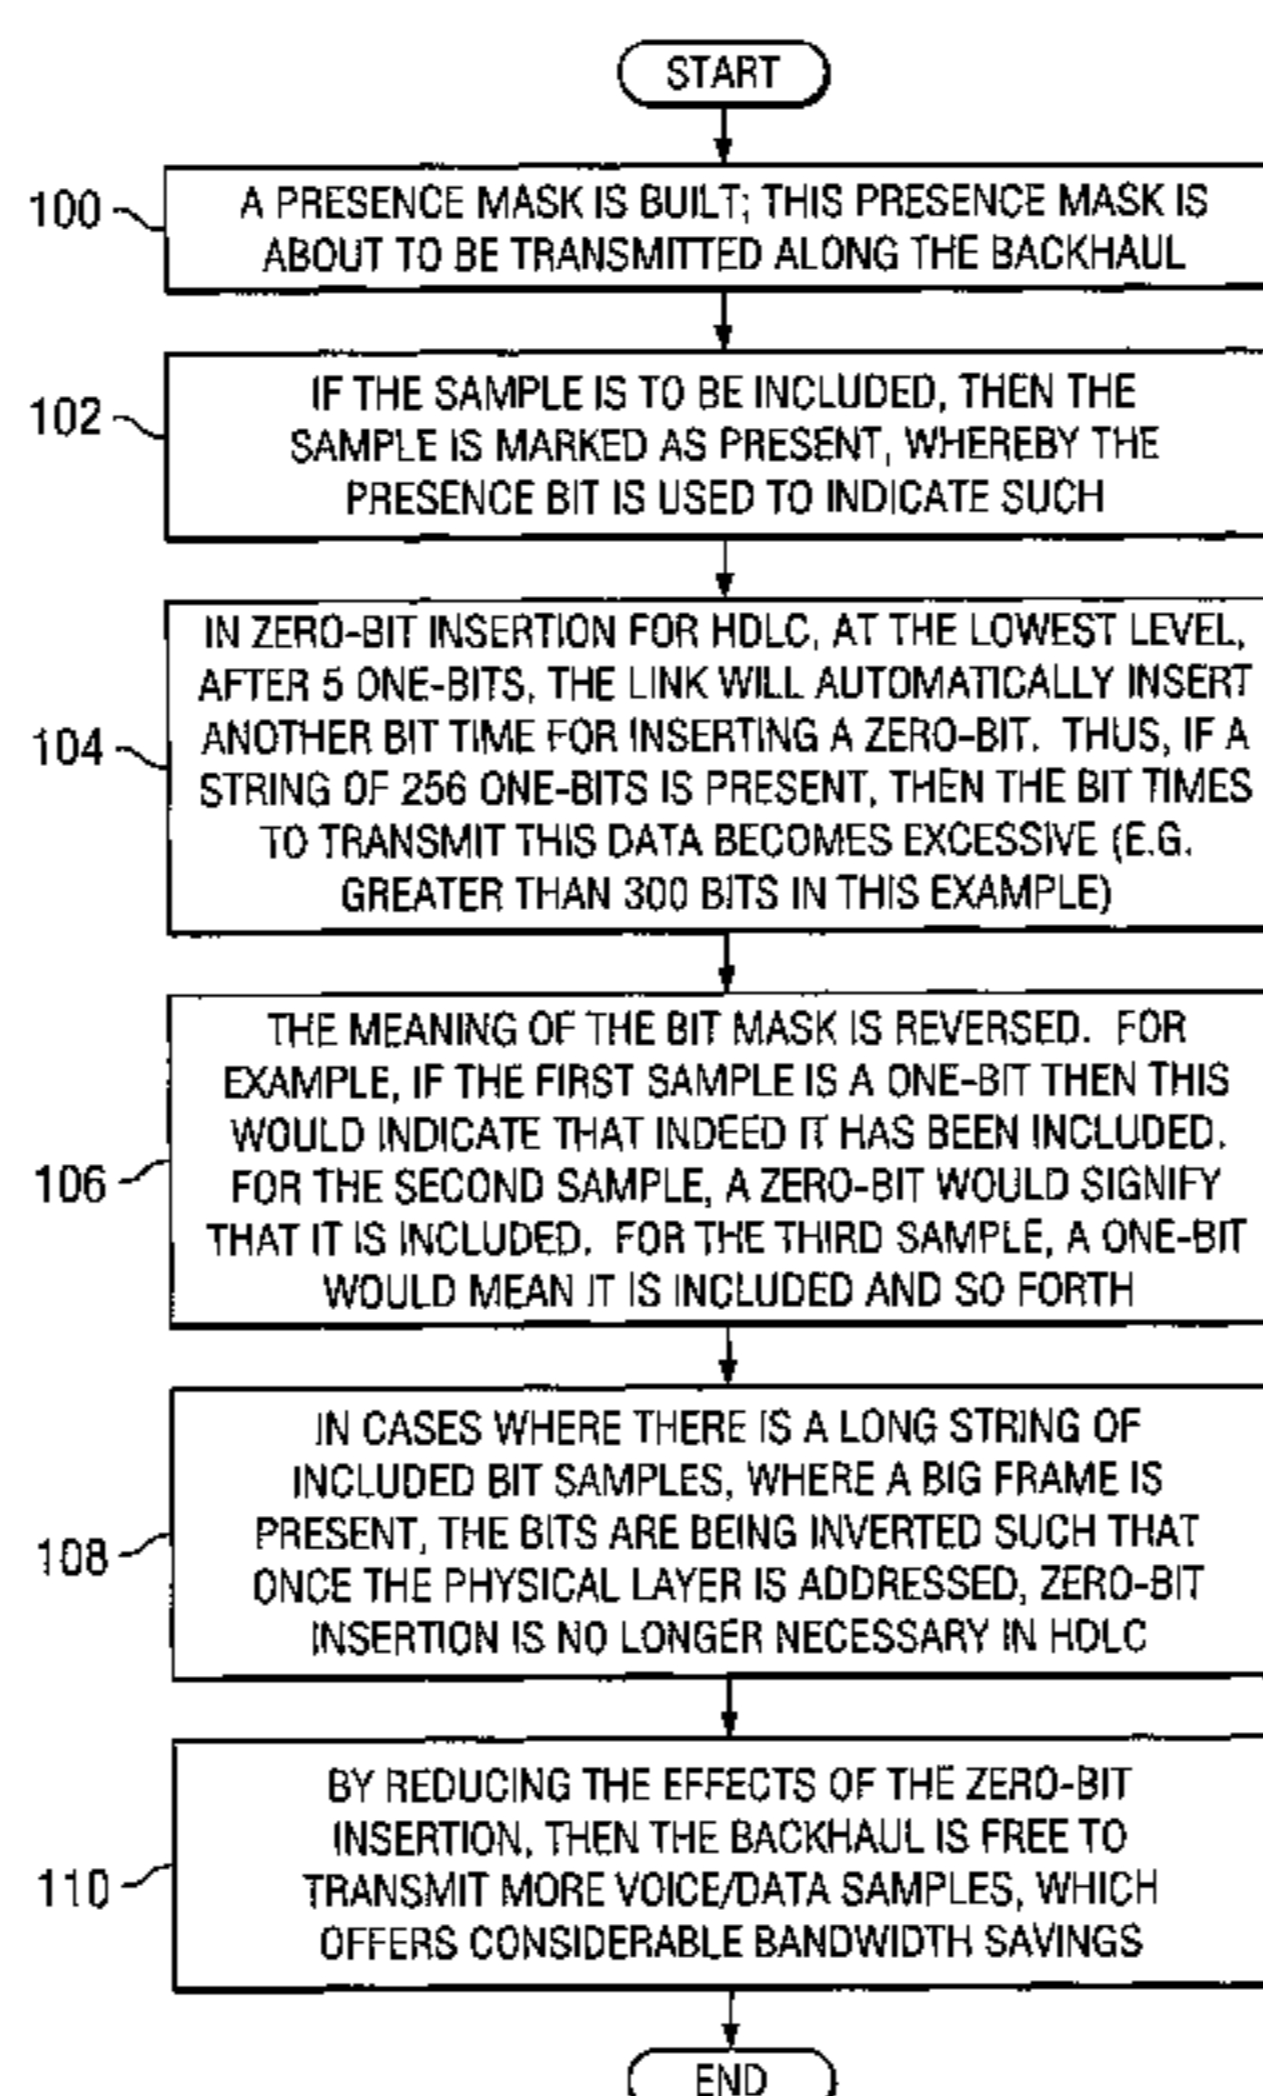 START
100
A PRESENCE MASK IS BUILT; THIS PRESENCE MASK IS
ABOUT TO BE TRANSMITTED ALONG THE BACKHAUL
102
IF THE SAMPLE IS TO BE INCLUDED, THEN THE
SAMPLE IS MARKED AS PRESENT, WHEREBY THE
PRESENCE BIT IS USED TO INDICATE SUCH
104
IN ZERO-BIT INSERTION FOR HDLC, AT THE LOWEST LEVEL,
AFTER 5 ONE-BITS, THE LINK WILL AUTOMATICALLY INSERT
ANOTHER BIT TIME FOR INSERTING A ZERO-BIT. THUS, IF A
STRING OF 256 ONE-BITS IS PRESENT, THEN THE BIT TIMES
TO TRANSMIT THIS DATA BECOMES EXCESSIVE (E.G.
GREATER THAN 300 BITS IN THIS EXAMPLE)
106
THE MEANING OF THE BIT MASK IS REVERSED. FOR
EXAMPLE, IF THE FIRST SAMPLE IS A ONE-BIT THEN THIS
WOULD INDICATE THAT INDEED IT HAS BEEN INCLUDED.
FOR THE SECOND SAMPLE, A ZERO-BIT WOULD SIGNIFY
THAT IT IS INCLUDED. FOR THE THIRD SAMPLE, A ONE-BIT
WOULD MEAN IT IS INCLUDED AND SO FORTH
108
IN CASES WHERE THERE IS A LONG STRING OF
INCLUDED BIT SAMPLES, WHERE A BIG FRAME IS
PRESENT, THE BITS ARE BEING INVERTED SUCH THAT
ONCE THE PHYSICAL LAYER IS ADDRESSED, ZERO-BIT
INSERTION IS NO LONGER NECESSARY IN HDLC
110
BY REDUCING THE EFFECTS OF THE ZERO-BIT
INSERTION, THEN THE BACKHAUL IS FREE TO
TRANSMIT MORE VOICE/DATA SAMPLES, WHICH
OFFERS CONSIDERABLE BANDWIDTH SAVINGS
END